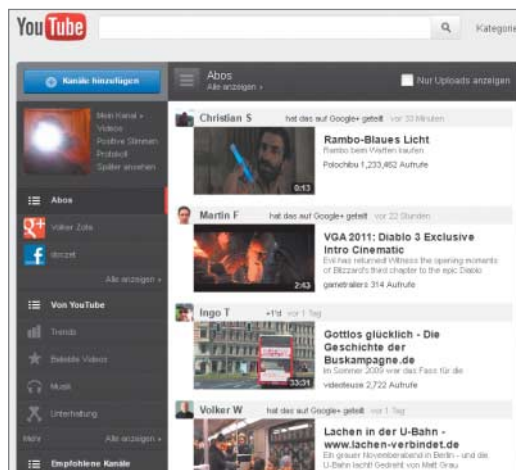 YouTube
Kategorie
Kanäle hinzufügen
Abos
Alle anzeigen
Nur Uploads anzeigen
Mein Kanal
Videos
Positive Stimmen
Protokoll
Später ansehen
Abos
Volker Zota
doczet
Alle anzeigen
Von YouTube
Trends
Beliebte Videos
Musik
Unterhaltung
Mehr
Alle anzeigen
Empfohlene Kanäle
Christian S hat das auf Google+ geteilt vor 33 Minuten
Rambo-Blaues Licht
Rambo beim Waffen kaufen.
Polochibu 1,233,462 Aufrufe
0:13
Martin F hat das auf Google+ geteilt vor 22 Stunden
VGA 2011: Diablo 3 Exclusive
Intro Cinematic
Evil has returned! Witness the opening moments
of Blizzard's third chapter to the epic Diablo
gametrailers 314 Aufrufe
2:43
Ingo T +1'd vor 1 Tag
Gottlos glücklich - Die
Geschichte der
Buskampagne.de
Im Sommer 2009 war das Fass für die
videoteuse 2,722 Aufrufe
33:31
Volker W hat das auf Google+ geteilt vor 1 Tag
Lachen in der U-Bahn -
www.lachen-verbindet.de
Ein grauer Novemberabend in Berlin - und die
U-Bahn lacht! Gedreht von Matt Grau